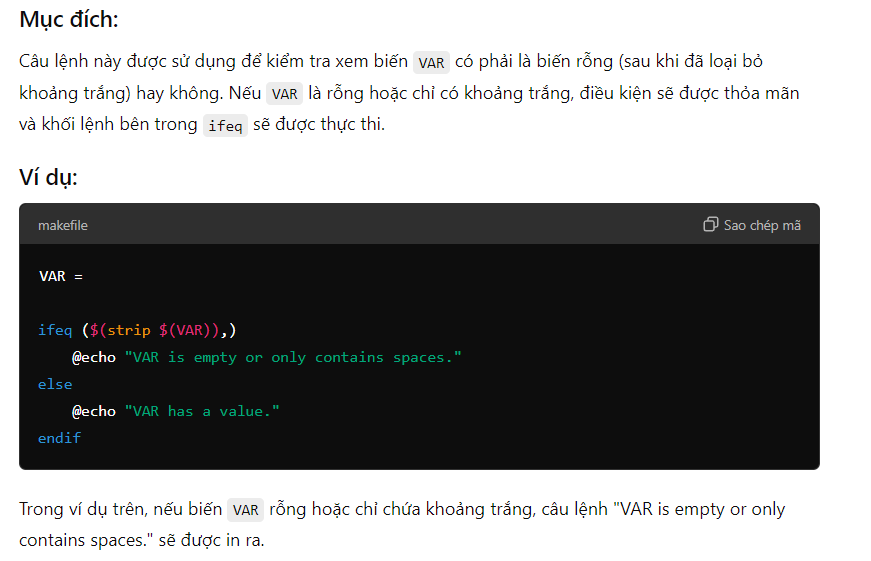 Mục đích:
Câu lệnh này được sử dụng để kiểm tra xem biến VAR có phải là biến rỗng (sau khi đã loại bỏ
khoảng trắng) hay không. Nếu VAR là rỗng hoặc chỉ có khoảng trắng, điều kiện sẽ được thỏa mãn
và khối lệnh bên trong ifeq sẽ được thực thi.
Ví dụ:
makefile
Sao chép mã
VAR =
ifeq ($(strip $(VAR)),)
    @echo "VAR is empty or only contains spaces."
else
    @echo "VAR has a value."
endif
Trong ví dụ trên, nếu biến VAR rỗng hoặc chỉ chứa khoảng trắng, câu lệnh "VAR is empty or only
contains spaces." sẽ được in ra.